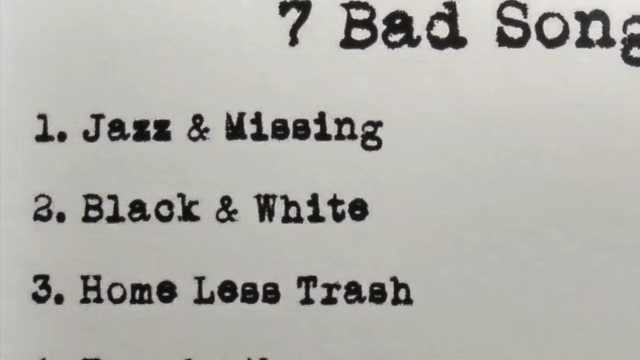 7 Bad Song
1. Jazz & Missing
2. Black & White
3. Home Less Trash